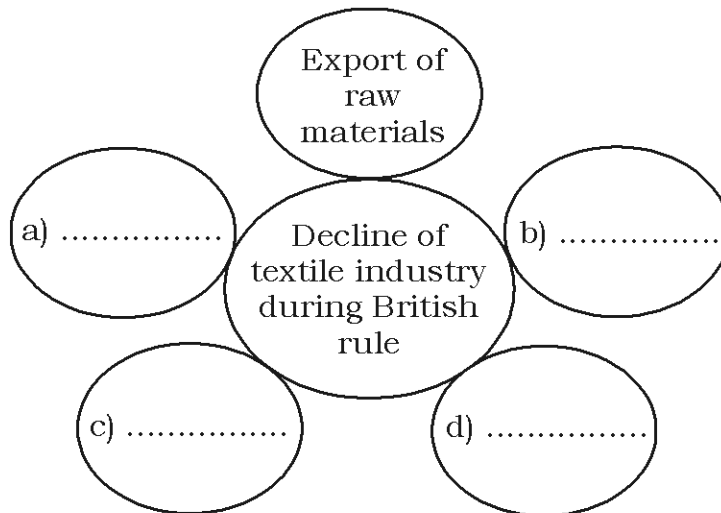 Export of
raw
materials
a) ................
b) ................
Decline of
textile industry
during British
rule
c) ................
d) ................